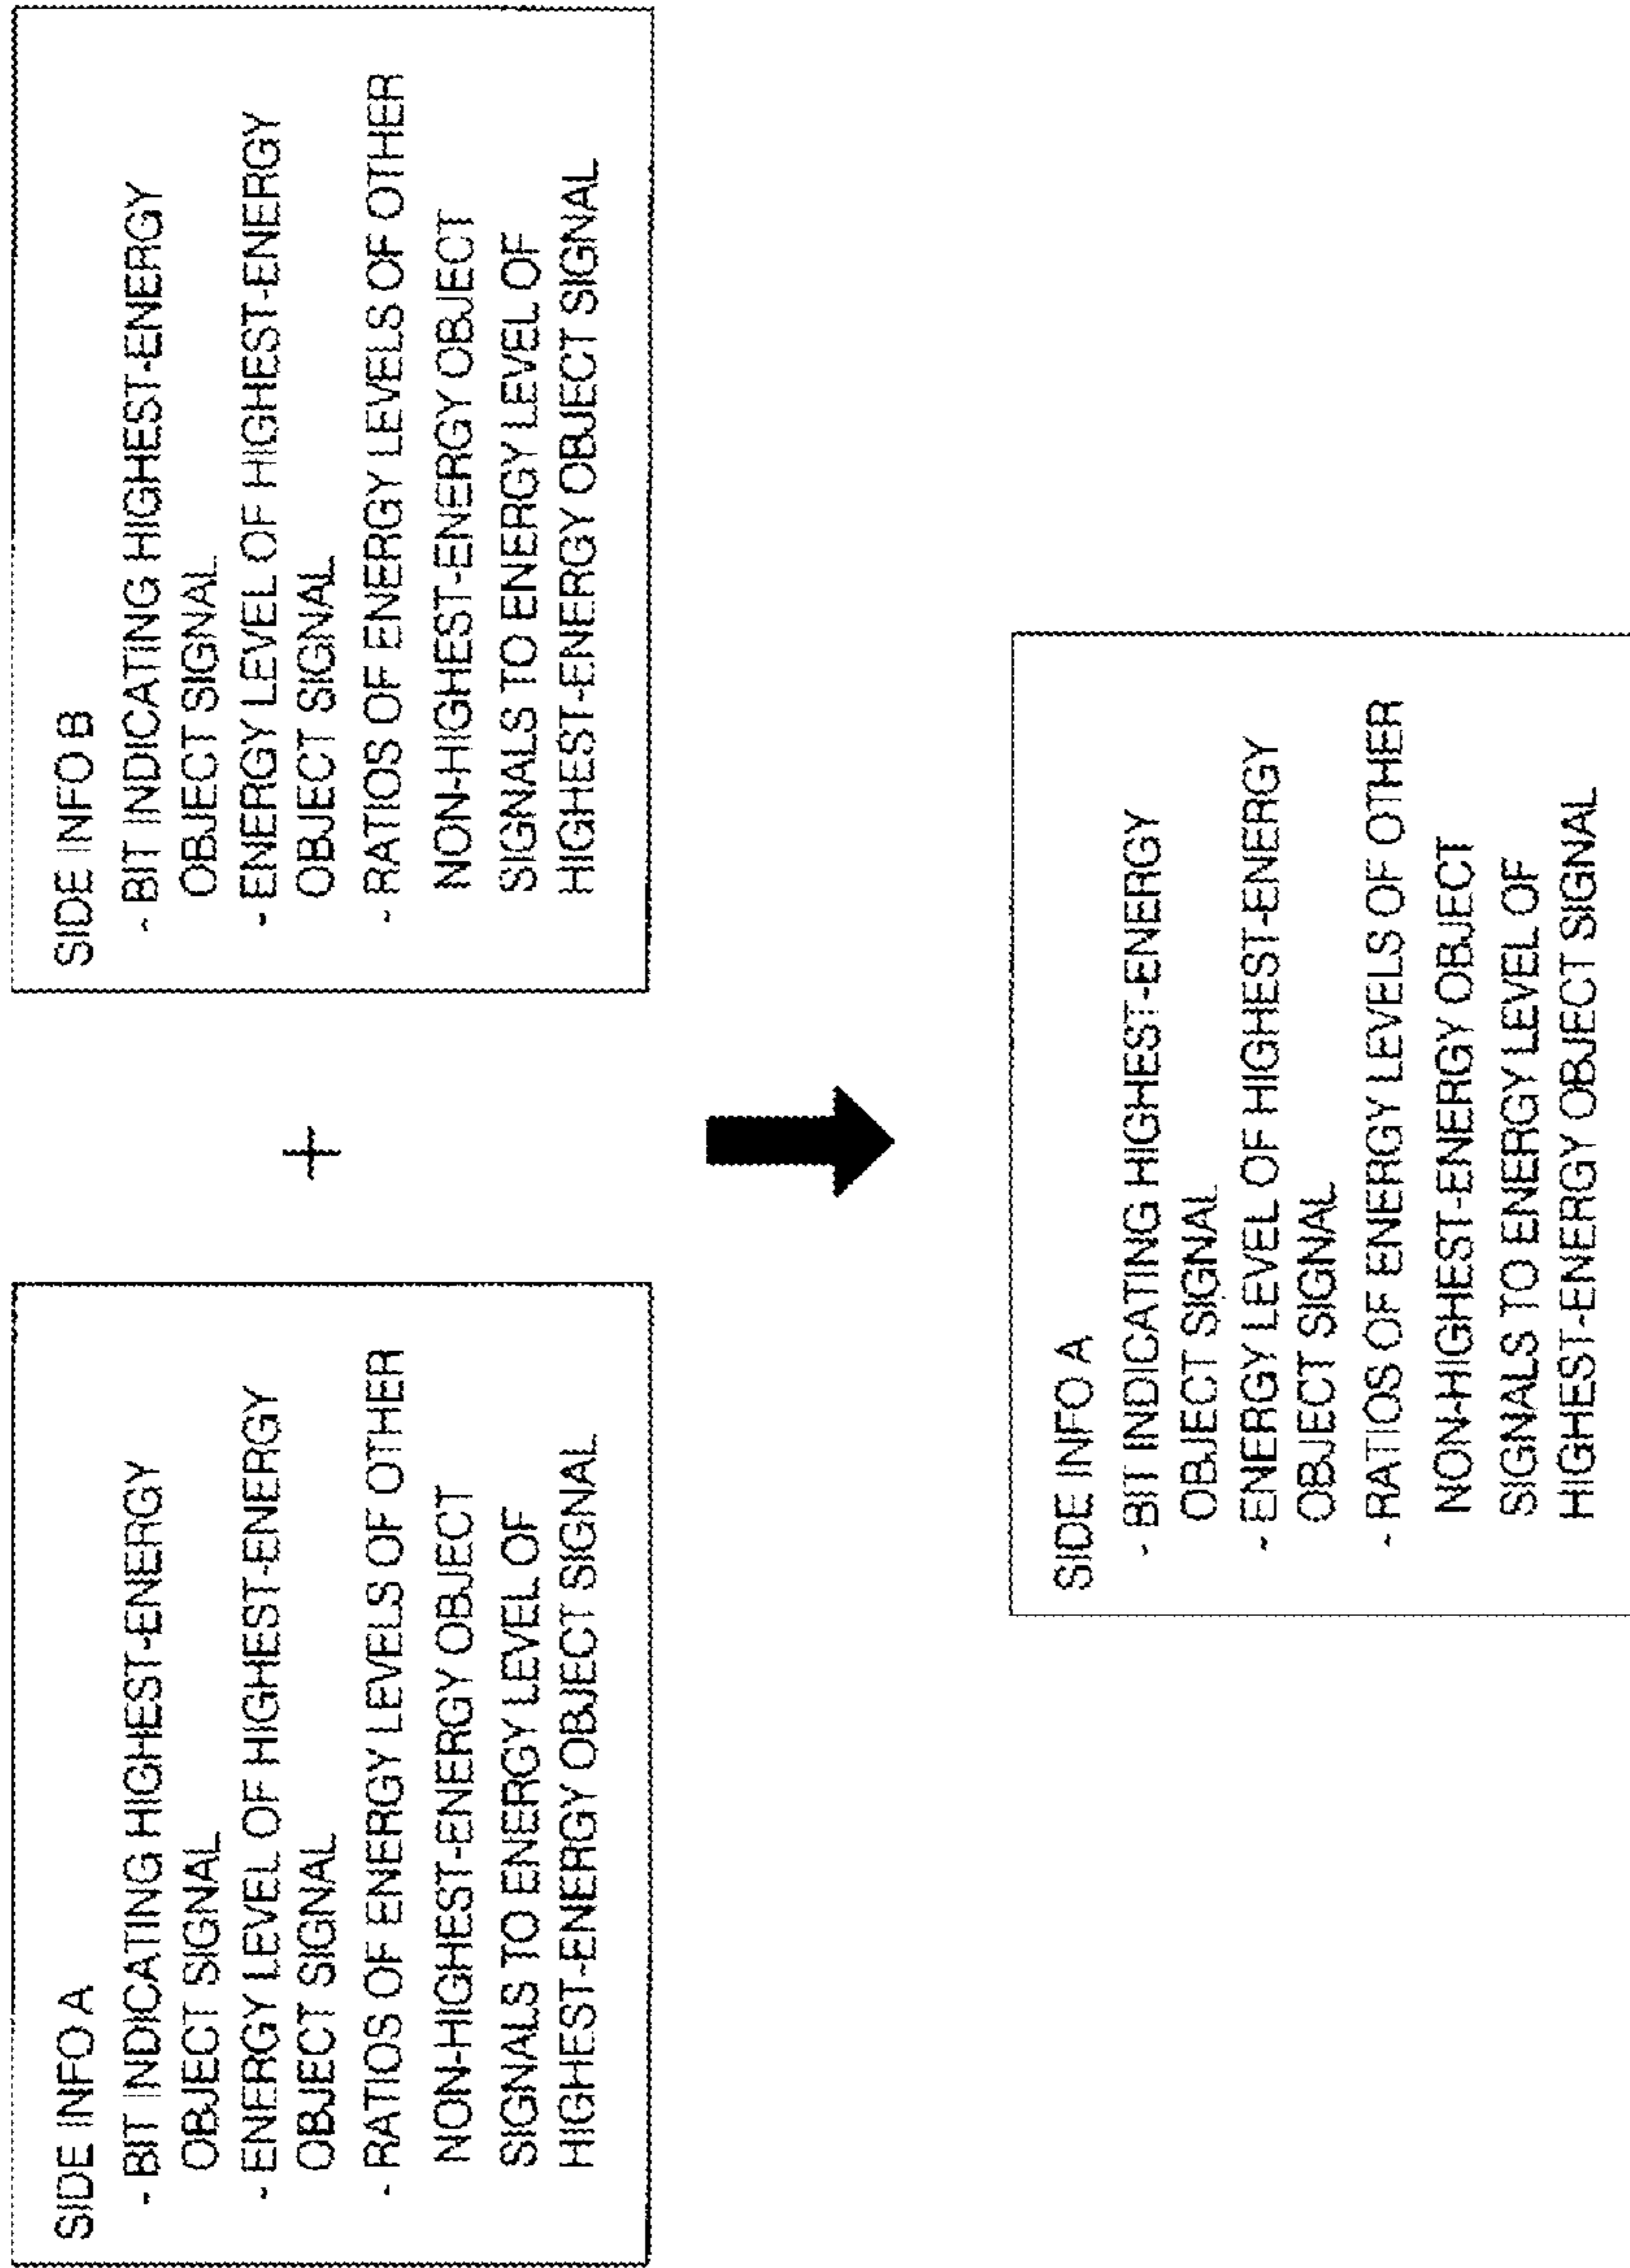 SIDE INFO A
- BIT INDICATING HIGHEST-ENERGY
OBJECT SIGNAL
- ENERGY LEVEL OF HIGHEST-ENERGY
OBJECT SIGNAL
- RATIOS OF ENERGY LEVELS OF OTHER
NON-HIGHEST-ENERGY OBJECT
SIGNALS TO ENERGY LEVEL OF
HIGHEST-ENERGY OBJECT SIGNAL
+
SIDE INFO B
- BIT INDICATING HIGHEST-ENERGY
OBJECT SIGNAL
- ENERGY LEVEL OF HIGHEST-ENERGY
OBJECT SIGNAL
- RATIOS OF ENERGY LEVELS OF OTHER
NON-HIGHEST-ENERGY OBJECT
SIGNALS TO ENERGY LEVEL OF
HIGHEST-ENERGY OBJECT SIGNAL
SIDE INFO A
- BIT INDICATING HIGHEST-ENERGY
OBJECT SIGNAL
- ENERGY LEVEL OF HIGHEST-ENERGY
OBJECT SIGNAL
- RATIOS OF ENERGY LEVELS OF OTHER
NON-HIGHEST-ENERGY OBJECT
SIGNALS TO ENERGY LEVEL OF
HIGHEST-ENERGY OBJECT SIGNAL